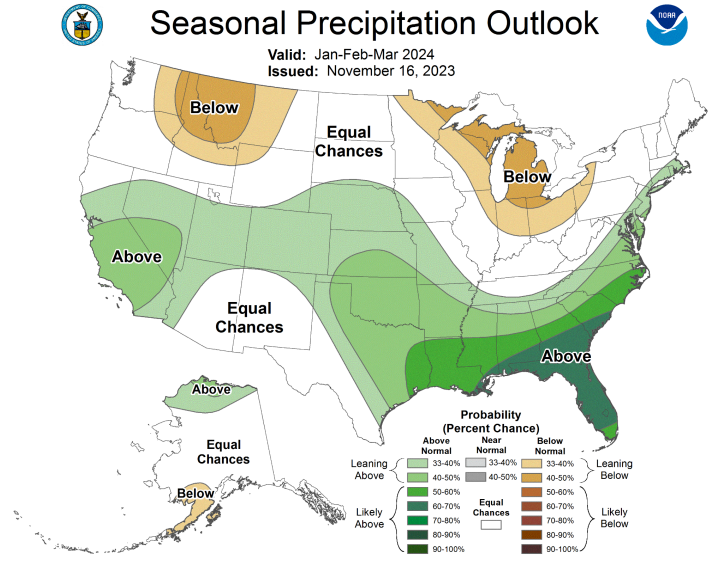 Seasonal Precipitation Outlook
NOAA
Valid: Jan-Feb-Mar 2024
Issued: November 16, 2023
Below
Equal
Chances
Below
Above
Equal
Chances
Above
Above
Equal
Chances
Below
Probability
(Percent Chance)
Above
Normal
Near
Normal
Below
Normal
Leaning
Above
33-40%
33-40%
33-40%
Leaning
Below
40-50%
40-50%
40-50%
Likely
Above
50-60%
Equal
Chances
50-60%
Likely
Below
60-70%
60-70%
70-80%
70-80%
80-90%
80-90%
90-100%
90-100%